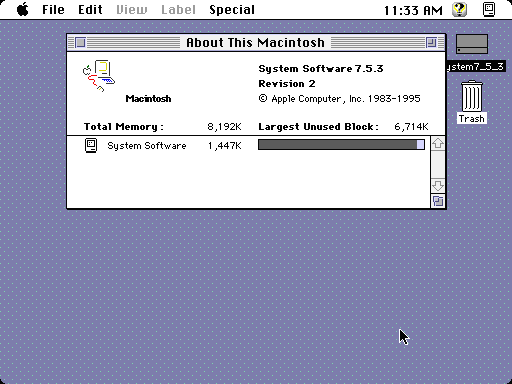 File Edit View Label Special 11:33 AM
About This Macintosh
System Software 7.5.3
Revision 2
Macintosh
© Apple Computer, Inc. 1983-1995
Total Memory: 8,192K Largest Unused Block: 6,714K
System Software 1,447K
ystem7_5_3
Trash